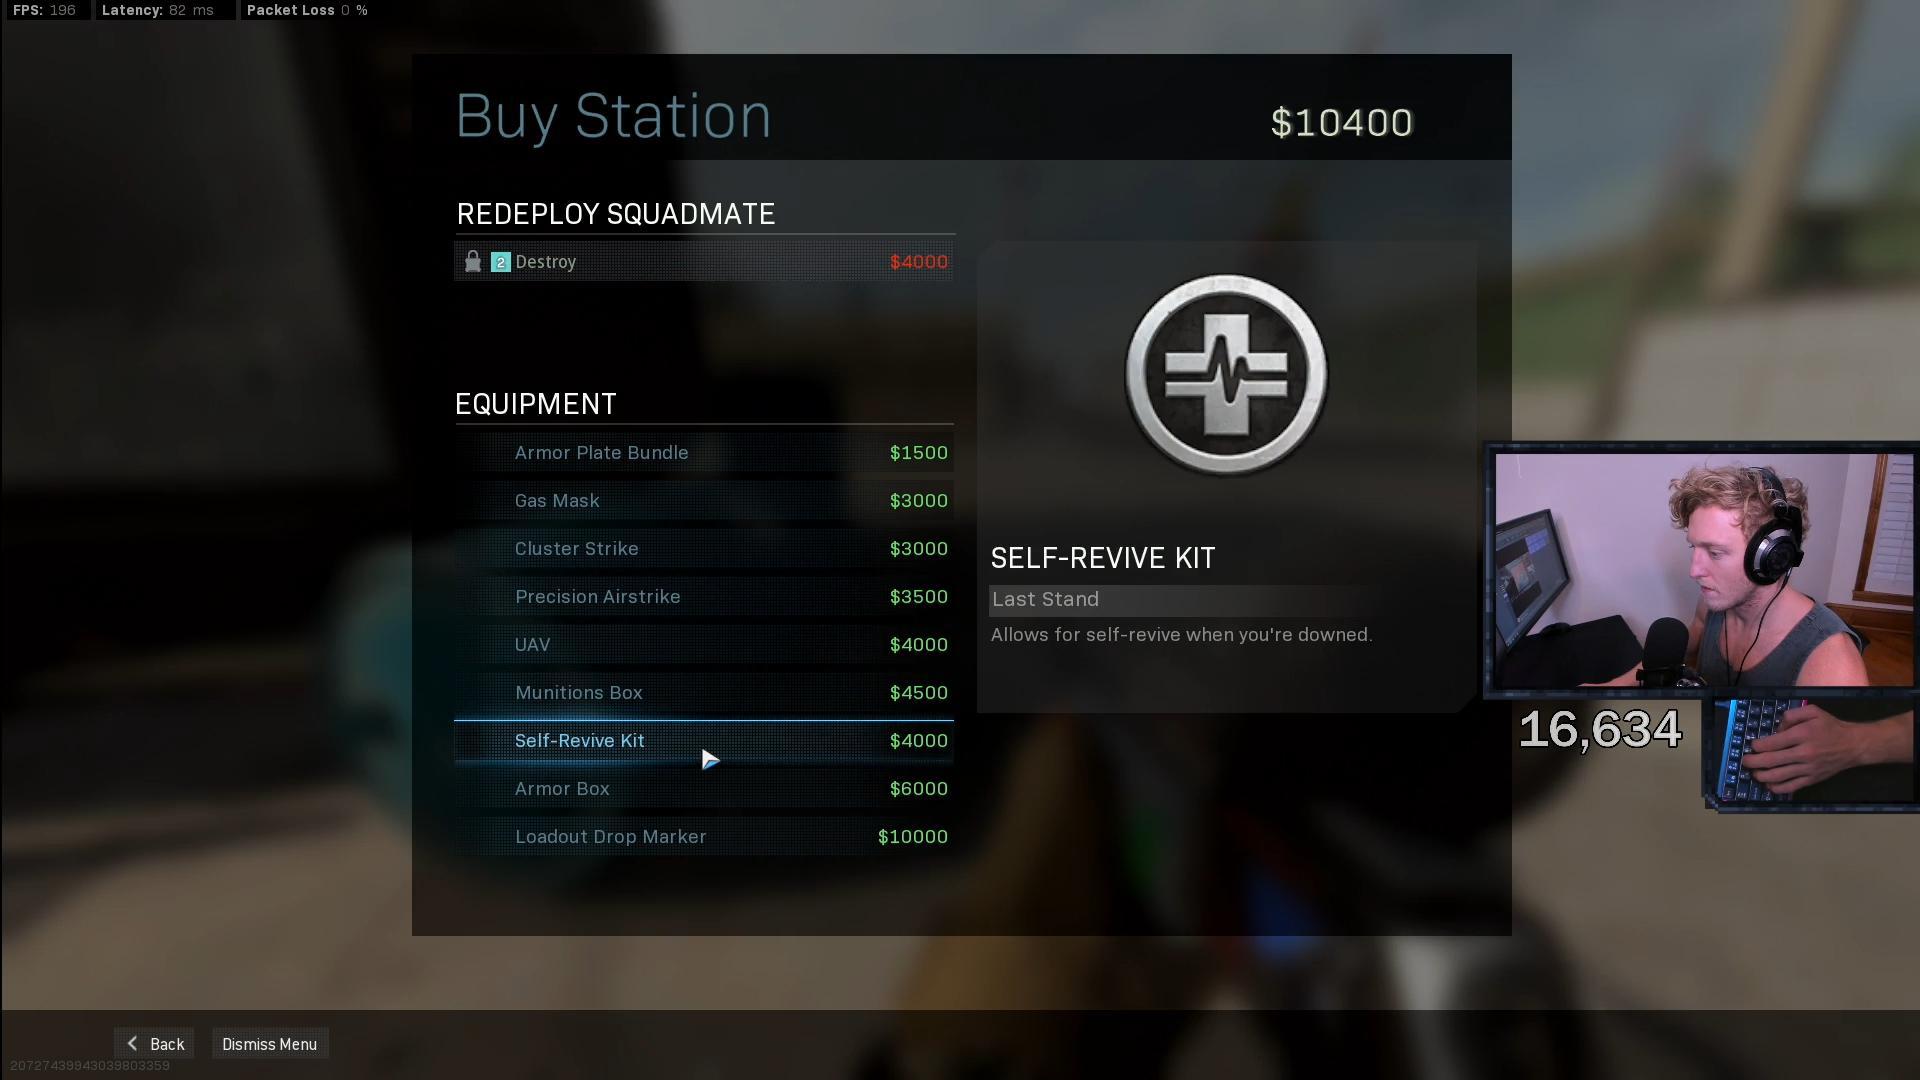 FPS: 196 Latency: 82 ms Packet Loss 0 %
Buy Station
$10400
REDEPLOY SQUADMATE
2 Destroy $4000
EQUIPMENT
Armor Plate Bundle $1500
Gas Mask $3000
Cluster Strike $3000
Precision Airstrike $3500
UAV $4000
Munitions Box $4500
Self-Revive Kit $4000
Armor Box $6000
Loadout Drop Marker $10000
SELF-REVIVE KIT
Last Stand
Allows for self-revive when you're downed.
16,634
Back Dismiss Menu
20727439943039803359